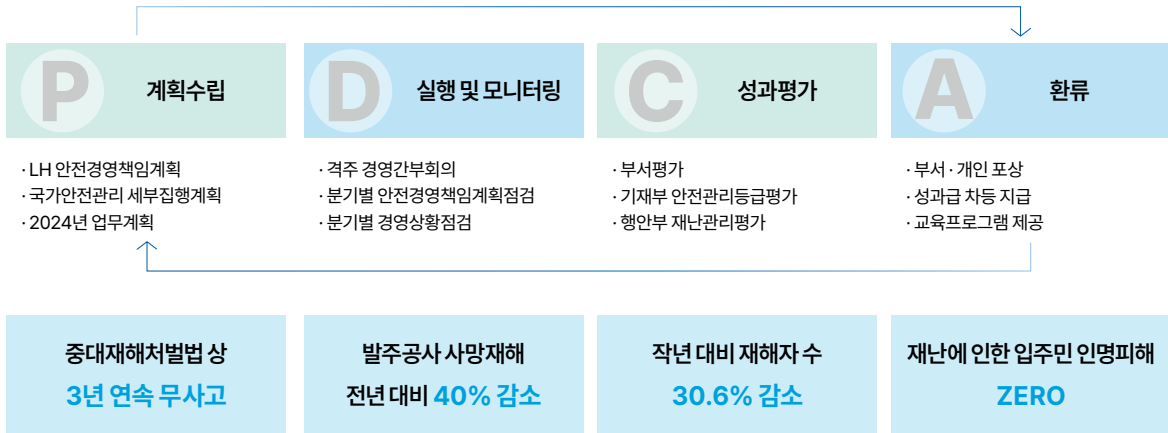 P 계획수립
· LH 안전경영책임계획
· 국가안전관리 세부집행계획
· 2024년 업무계획
D 실행 및 모니터링
· 격주 경영간부회의
· 분기별 안전경영책임계획점검
· 분기별 경영상황점검
C 성과평가
· 부서평가
· 기재부 안전관리등급평가
· 행안부 재난관리평가
A 환류
· 부서 · 개인 포상
· 성과급 차등 지급
· 교육프로그램 제공
중대재해처벌법 상
3년 연속 무사고
발주공사 사망재해
전년 대비 40% 감소
작년 대비 재해자 수
30.6% 감소
재난에 인한 입주민 인명피해
ZERO